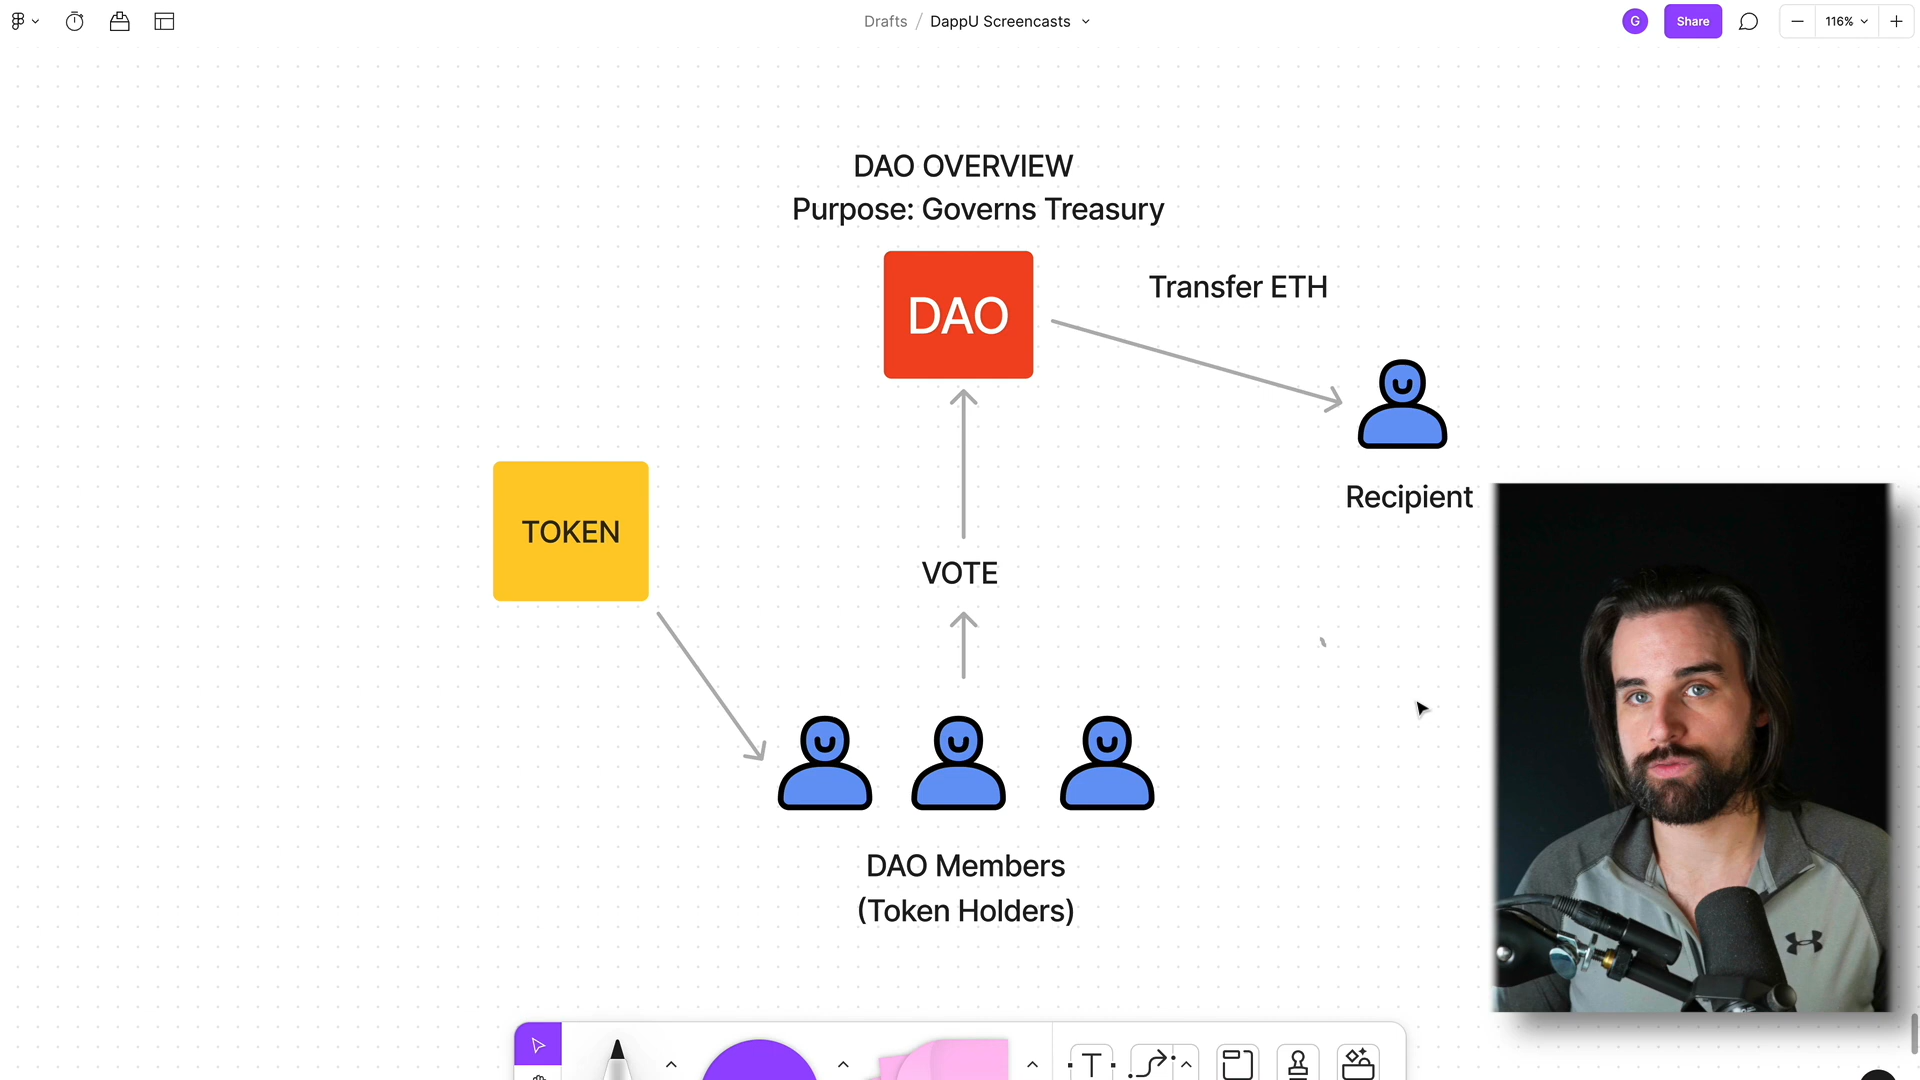 Drafts / DappU Screencasts
G
Share
116%
DAO OVERVIEW
Purpose: Governs Treasury
DAO
Transfer ETH
Recipient
TOKEN
VOTE
DAO Members
(Token Holders)
T